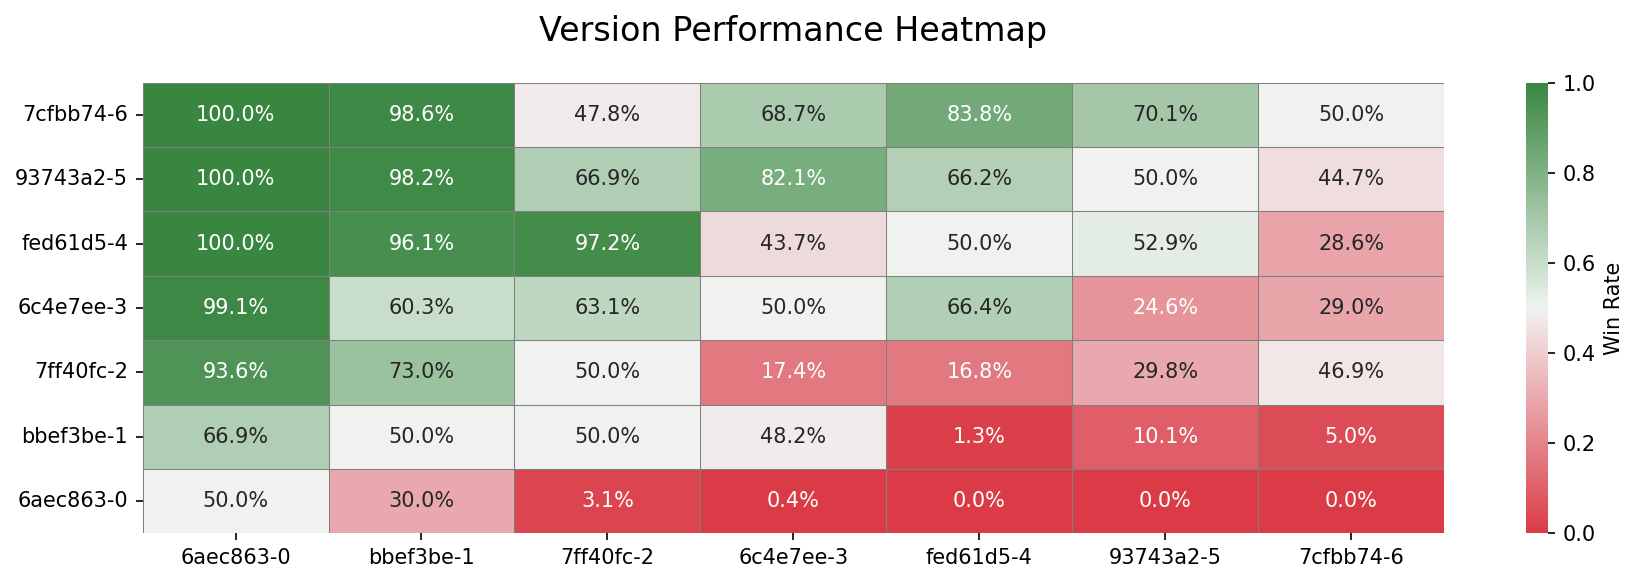 Version Performance Heatmap
7cfbb74-6 100.0% 98.6% 47.8% 68.7% 83.8% 70.1% 50.0%
93743a2-5 100.0% 98.2% 66.9% 82.1% 66.2% 50.0% 44.7%
fed61d5-4 100.0% 96.1% 97.2% 43.7% 50.0% 52.9% 28.6%
6c4e7ee-3 99.1% 60.3% 63.1% 50.0% 66.4% 24.6% 29.0%
7ff40fc-2 93.6% 73.0% 50.0% 17.4% 16.8% 29.8% 46.9%
bbef3be-1 66.9% 50.0% 50.0% 48.2% 1.3% 10.1% 5.0%
6aec863-0 50.0% 30.0% 3.1% 0.4% 0.0% 0.0% 0.0%
6aec863-0 bbef3be-1 7ff40fc-2 6c4e7ee-3 fed61d5-4 93743a2-5 7cfbb74-6
1.0
0.8
0.6
0.4
0.2
0.0
Win Rate